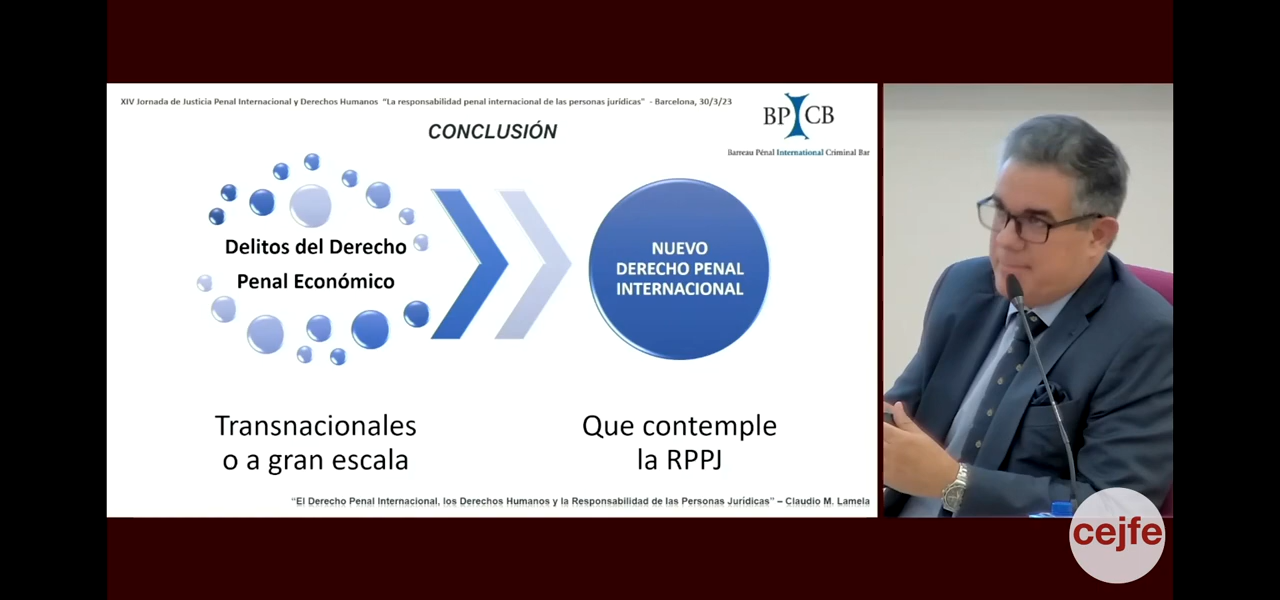 XIV Jornada de Justicia Penal Internacional y Derechos Humanos "La responsabilidad penal internacional de las personas jurídicas" - Barcelona, 30/3/23
BPICB
Barreau Pénal International Criminal Bar
CONCLUSIÓN
Delitos del Derecho
Penal Económico
NUEVO
DERECHO PENAL
INTERNACIONAL
Transnacionales
o a gran escala
Que contemple
la RPPJ
"El Derecho Penal Internacional, los Derechos Humanos y la Responsabilidad de las Personas Jurídicas" – Claudio M. Lamela
cejfe